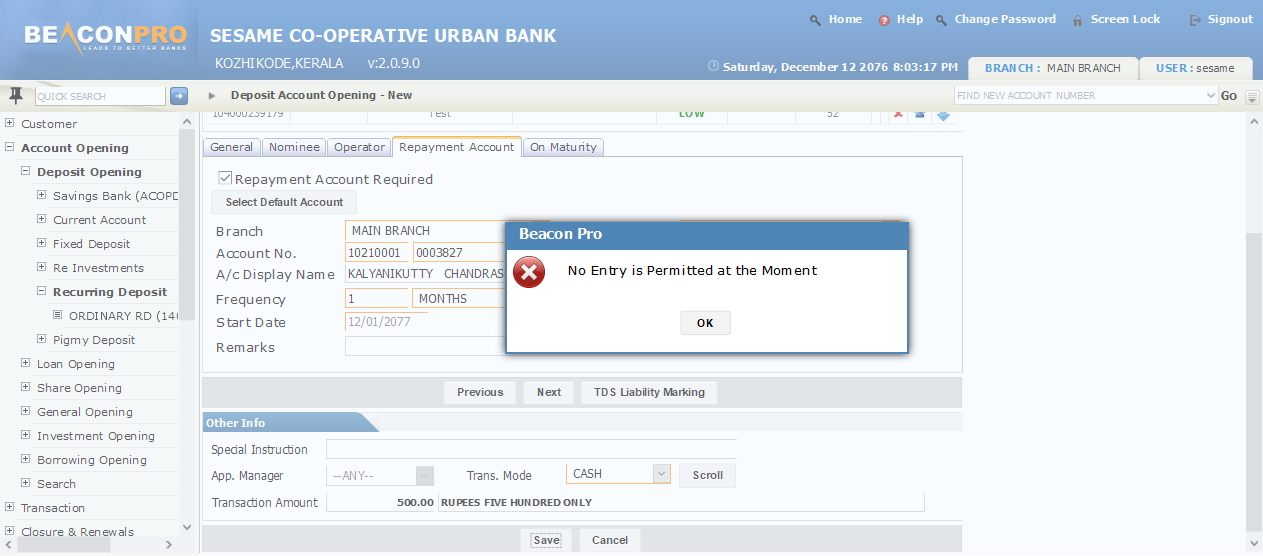 Home Help Change Password Screen Lock Signout
BEACONPRO
LEADS TO BETTER BANKS
SESAME CO-OPERATIVE URBAN BANK
KOZHIKODE,KERALA v:2.0.9.0
Saturday, December 12 2076 8:03:17 PM BRANCH : MAIN BRANCH USER : sesame
QUICK SEARCH
Deposit Account Opening - New
FIND NEW ACCOUNT NUMBER Go
Customer
Account Opening
Deposit Opening
Savings Bank (ACOPD
Current Account
Fixed Deposit
Re Investments
Recurring Deposit
ORDINARY RD (140
Pigmy Deposit
Loan Opening
Share Opening
General Opening
Investment Opening
Borrowing Opening
Search
Transaction
Closure & Renewals
104000239179 Test LOW 52
General Nominee Operator Repayment Account On Maturity
Repayment Account Required
Select Default Account
Branch MAIN BRANCH
Account No. 10210001 0003827
A/c Display Name KALYANIKUTTY CHANDRAS
Frequency 1 MONTHS
Start Date 12/01/2077
Remarks
Beacon Pro
No Entry is Permitted at the Moment
OK
Previous Next TDS Liability Marking
Other Info
Special Instruction
App. Manager --ANY-- Trans. Mode CASH Scroll
Transaction Amount 500.00 RUPEES FIVE HUNDRED ONLY
Save Cancel